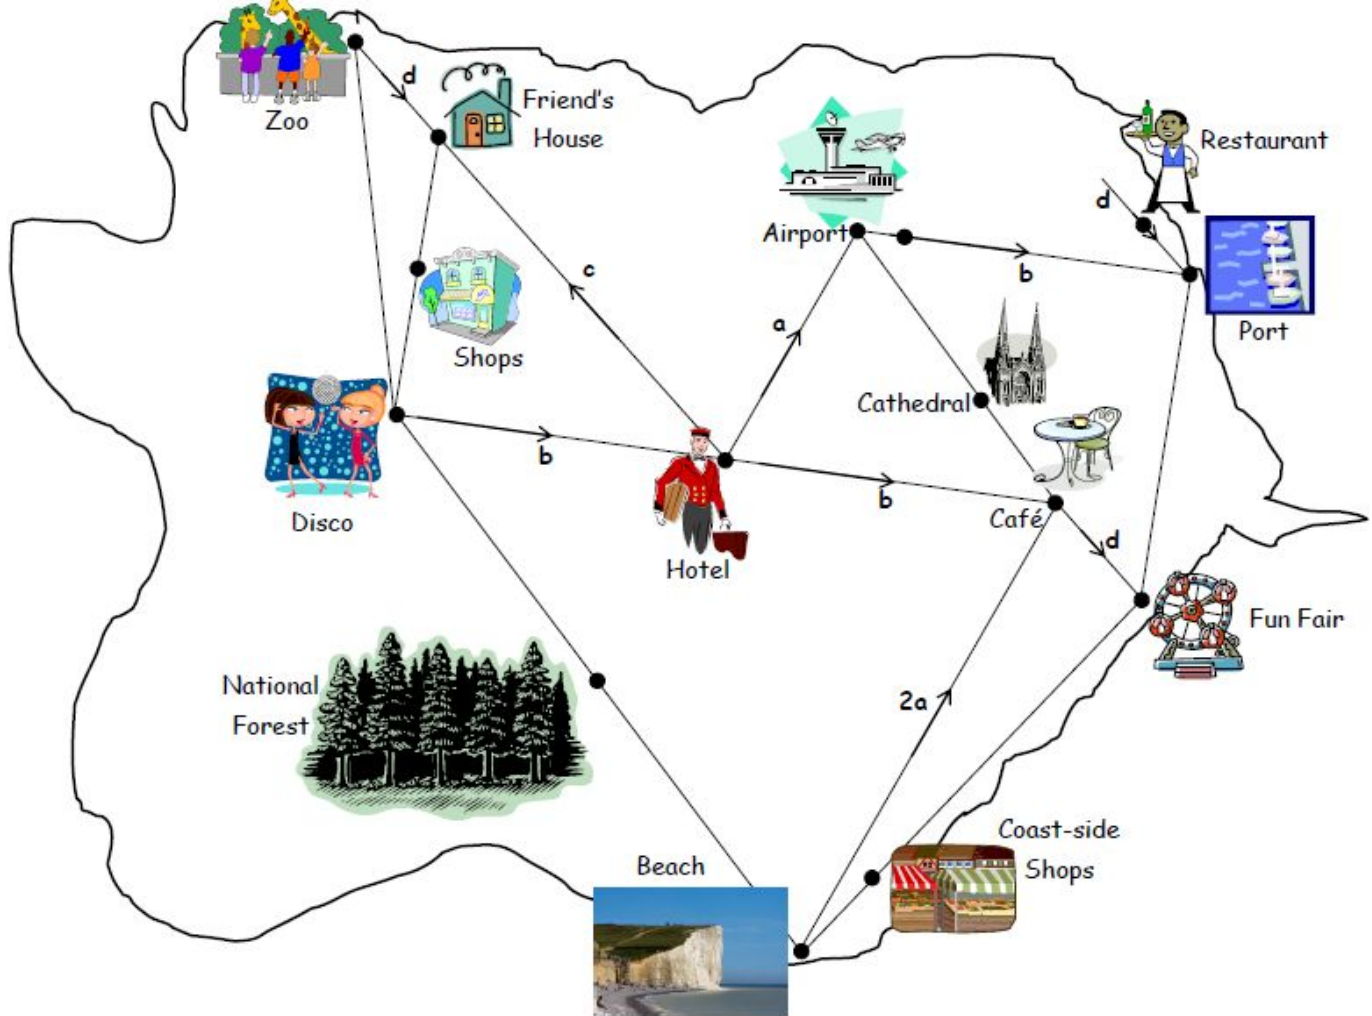 Zoo
d
Friend's
House
Restaurant
d
Airport
b
Port
c
a
Shops
Cathedral
b
Disco
b
Café
d
Hotel
Fun Fair
National
Forest
2a
Coast-side
Shops
Beach